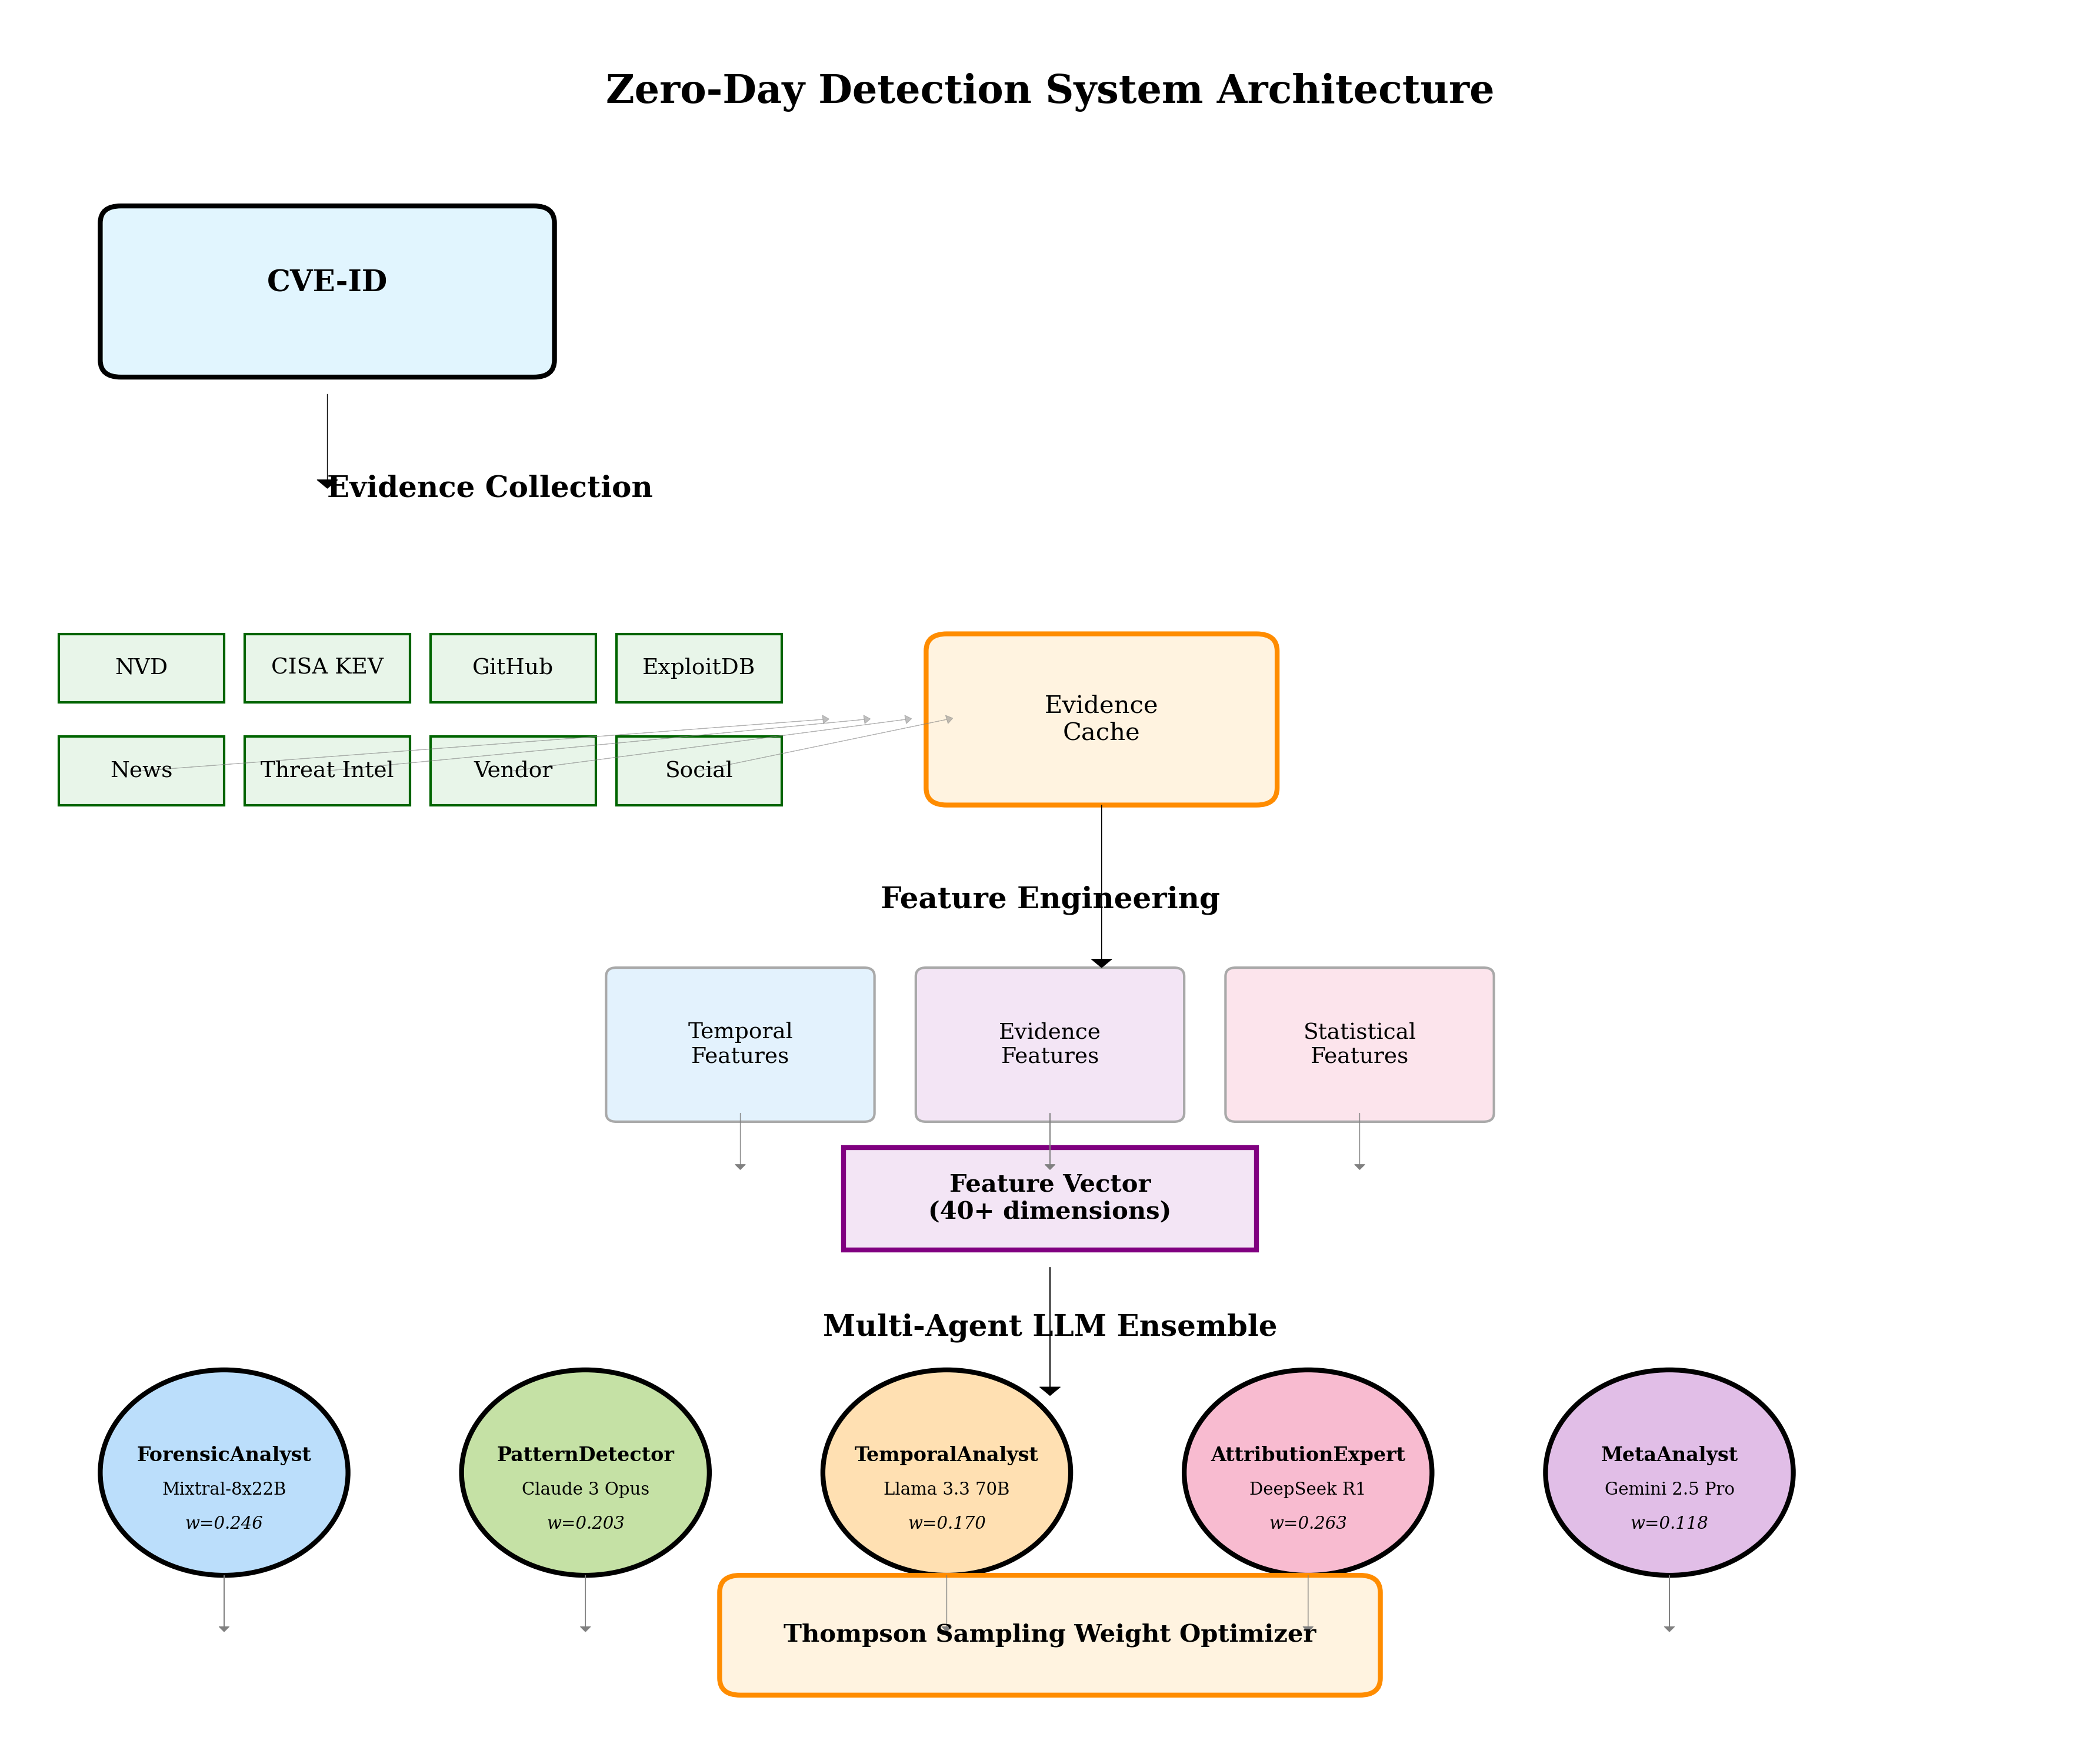 Zero-Day Detection System Architecture
CVE-ID
Evidence Collection
NVD
CISA KEV
GitHub
ExploitDB
News
Threat Intel
Vendor
Social
Evidence
Cache
Feature Engineering
Temporal
Features
Evidence
Features
Statistical
Features
Feature Vector
(40+ dimensions)
Multi-Agent LLM Ensemble
ForensicAnalyst
Mixtral-8x22B
w=0.246
PatternDetector
Claude 3 Opus
w=0.203
TemporalAnalyst
Llama 3.3 70B
w=0.170
AttributionExpert
DeepSeek R1
w=0.263
MetaAnalyst
Gemini 2.5 Pro
w=0.118
Thompson Sampling Weight Optimizer